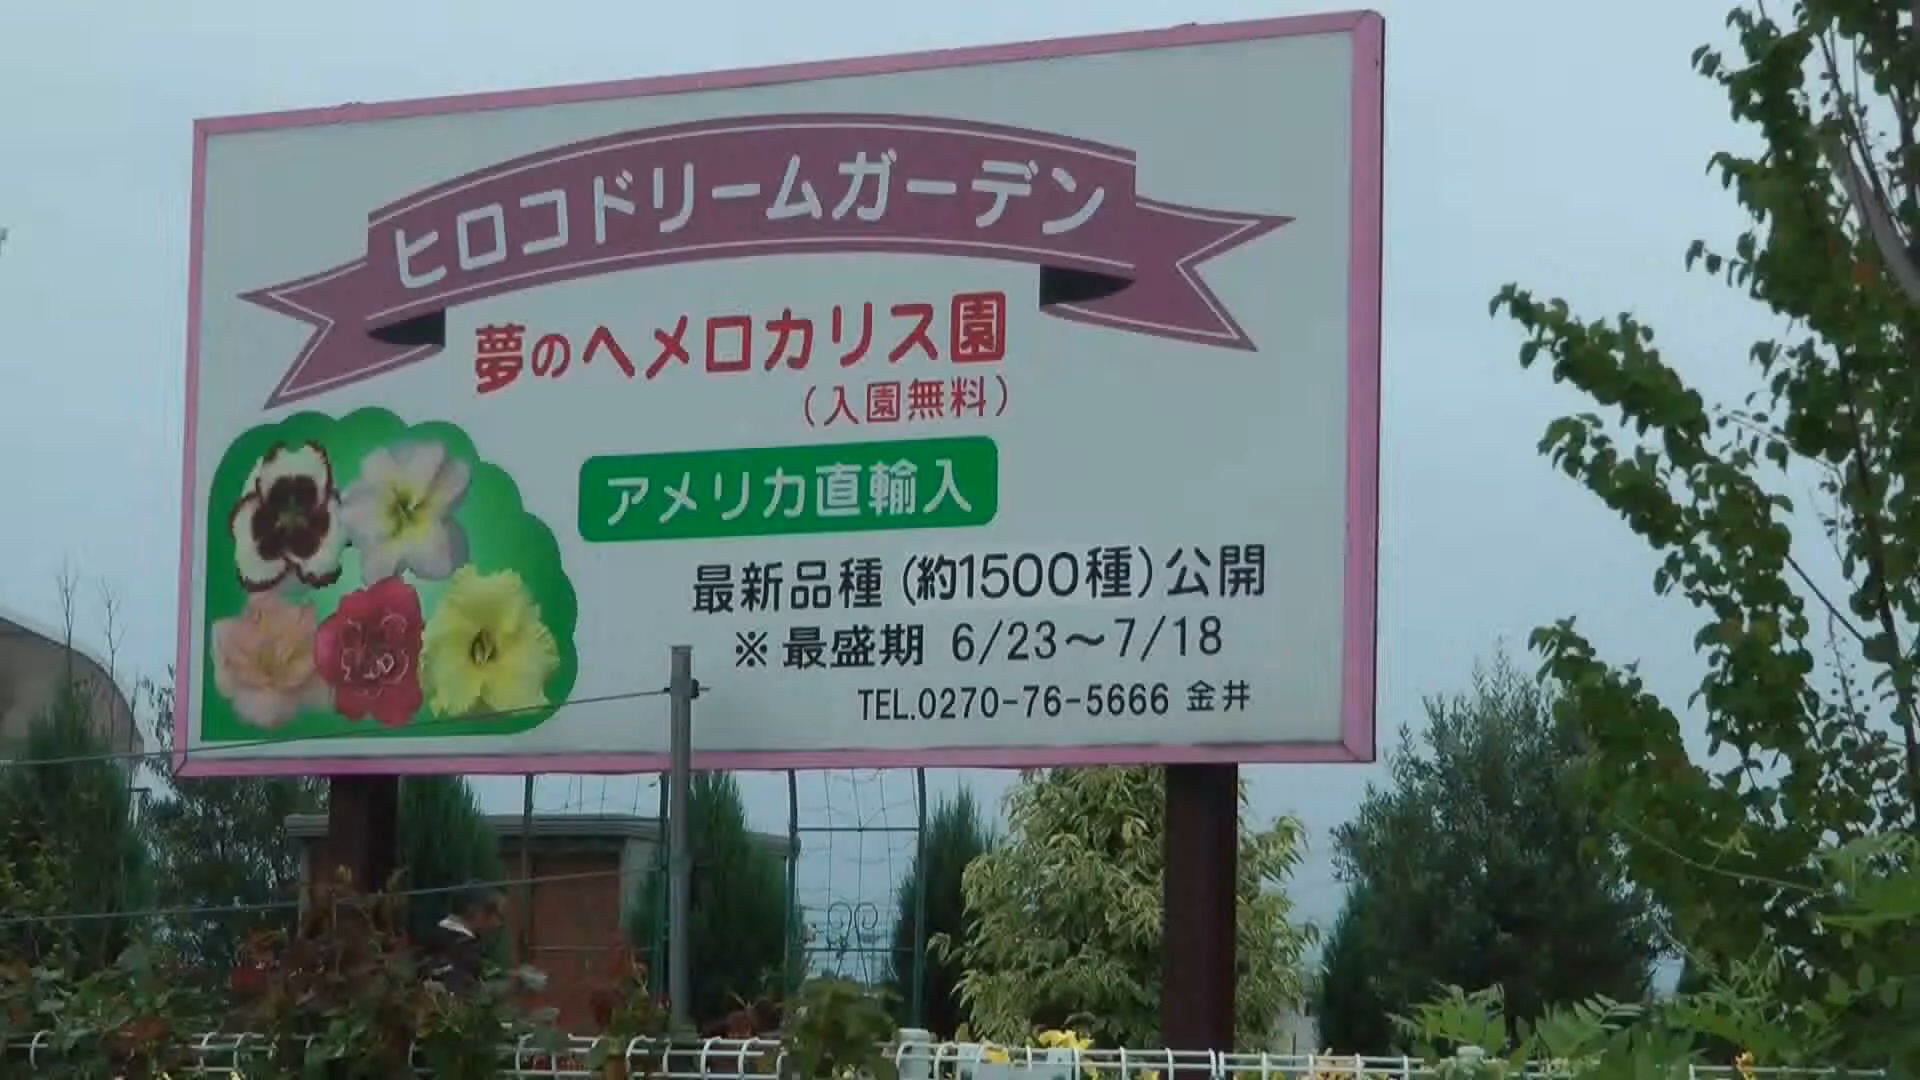 ヒロコドリームガーデン
夢のヘメロカリス園
(入園無料)
アメリカ直輸入
最新品種(約1500種)公開
※最盛期 6/23～7/18
TEL.0270-76-5666 金井